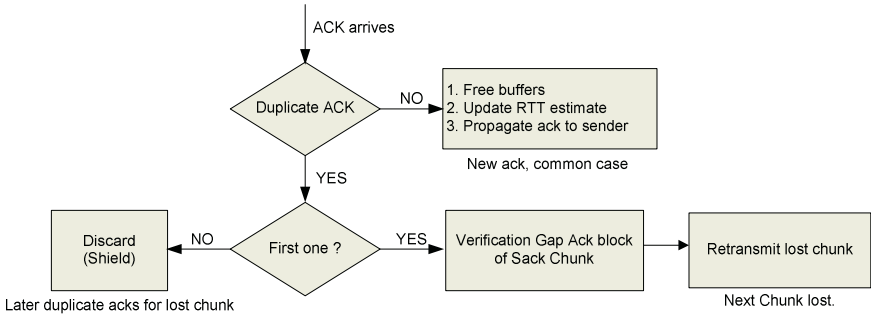 ACK arrives
Duplicate ACK
NO
1. Free buffers
2. Update RTT estimate
3. Propagate ack to sender
New ack, common case
YES
Discard
(Shield)
NO
First one ?
YES
Verification Gap Ack block
of Sack Chunk
Retransmit lost chunk
Later duplicate acks for lost chunk
Next Chunk lost.